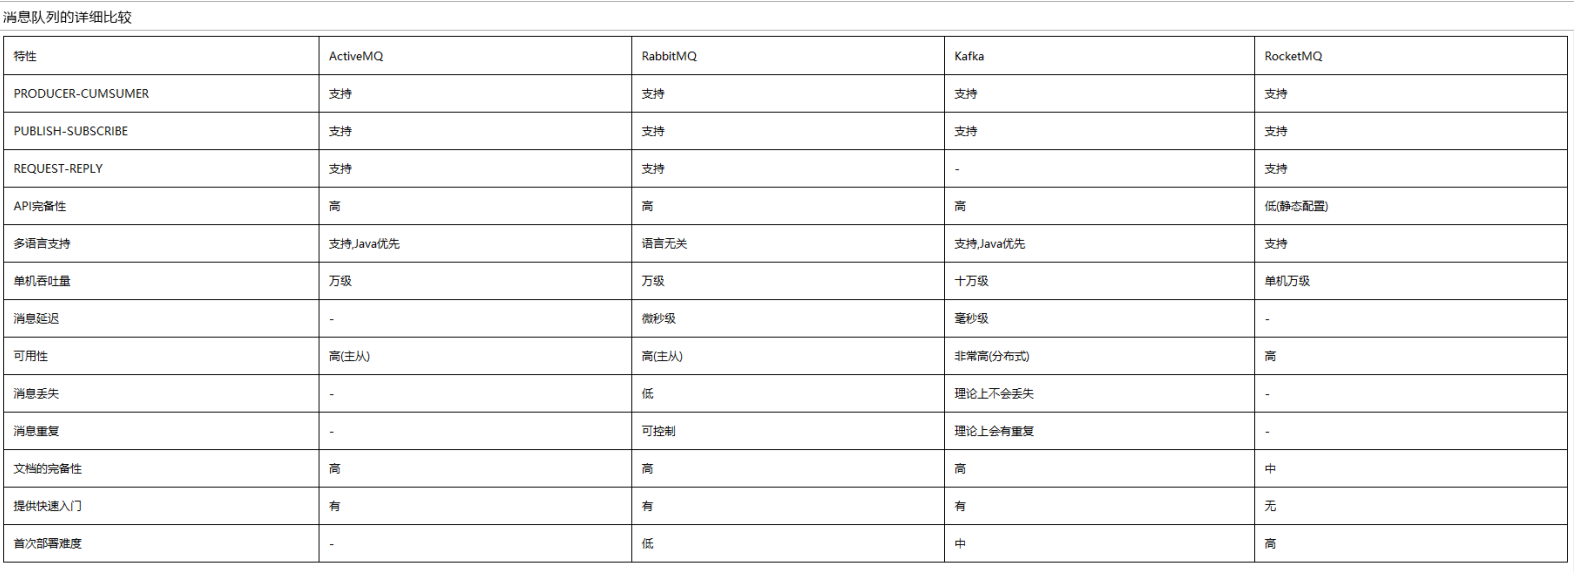 消息队列的详细比较
特性 ActiveMQ RabbitMQ Kafka RocketMQ
PRODUCER-CUMSUMER 支持 支持 支持 支持
PUBLISH-SUBSCRIBE 支持 支持 支持 支持
REQUEST-REPLY 支持 支持 - 支持
API完备性 高 高 高 低(静态配置)
多语言支持 支持,Java优先 语言无关 支持,Java优先 支持
单机吞吐量 万级 万级 十万级 单机万级
消息延迟 - 微秒级 毫秒级 -
可用性 高(主从) 高(主从) 非常高(分布式) 高
消息丢失 - 低 理论上不会丢失 -
消息重复 - 可控制 理论上会有重复 -
文档的完备性 高 高 高 中
提供快速入门 有 有 有 无
首次部署难度 - 低 中 高